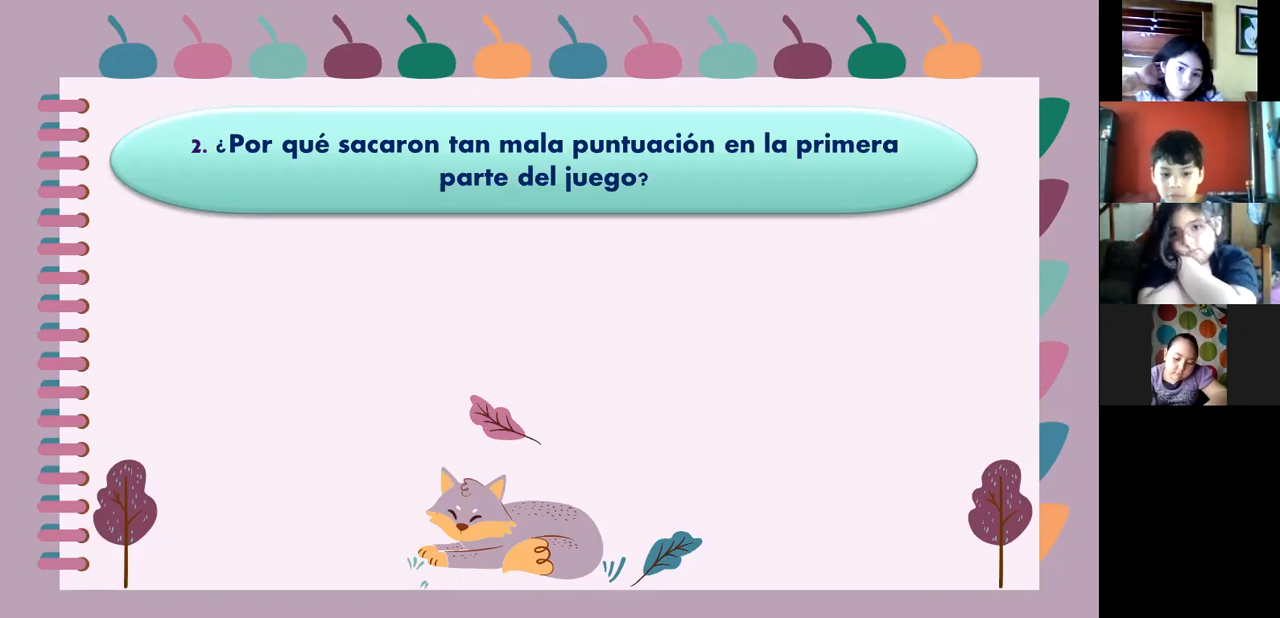 2. ¿Por qué sacaron tan mala puntuación en la primera
parte del juego?